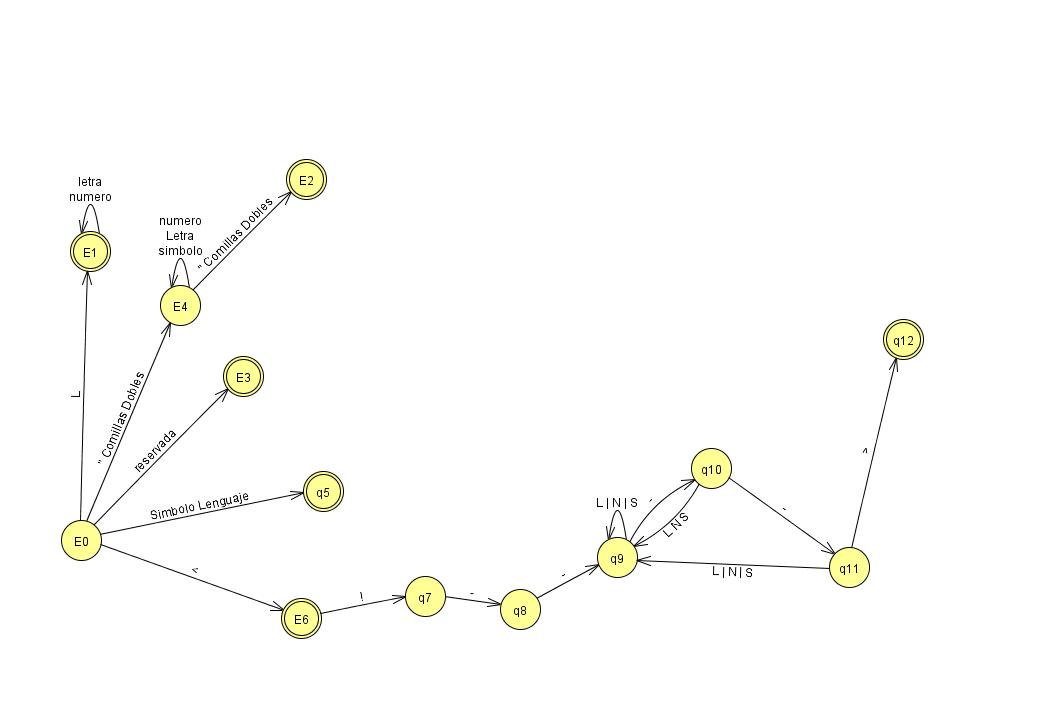 E2
letra
numero
numero
Letra
simbolo
" Comillas Dobles
E1
E4
q12
E3
L
" Comillas Dobles
reservada
q10
q5
Simbolo Lenguaje
L|N|S
-
-
L N S
>
E0
q9
q11
L|N|S
<
-
E6
!
q7
-
q8